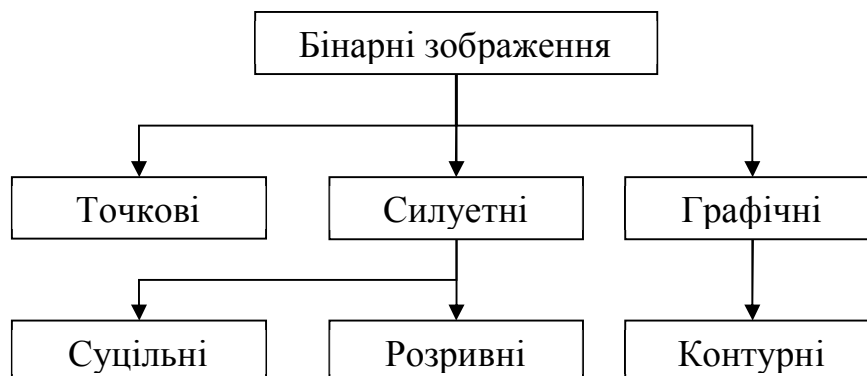 Бінарні зображення
Точкові
Силуетні
Графічні
Суцільні
Розривні
Контурні